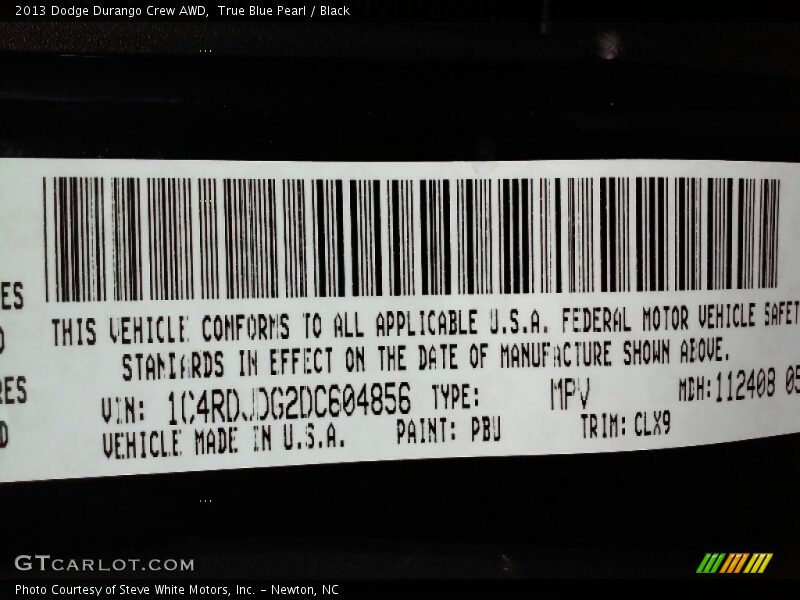 2013 Dodge Durango Crew AWD,  True Blue Pearl / Black
ES
THIS VEHICLE CONFORMS TO ALL APPLICABLE U.S.A. FEDERAL MOTOR VEHICLE SAFET
STANDARDS IN EFFECT ON THE DATE OF MANUFACTURE SHOWN ABOVE.
RES
VIN: 1C4RDJDG2DC604856 TYPE: MPV MDH: 112408 05
D
VEHICLE MADE IN U.S.A. PAINT: PBU TRIM: CLX9
GTCARLOT.COM
Photo Courtesy of Steve White Motors, Inc. – Newton, NC